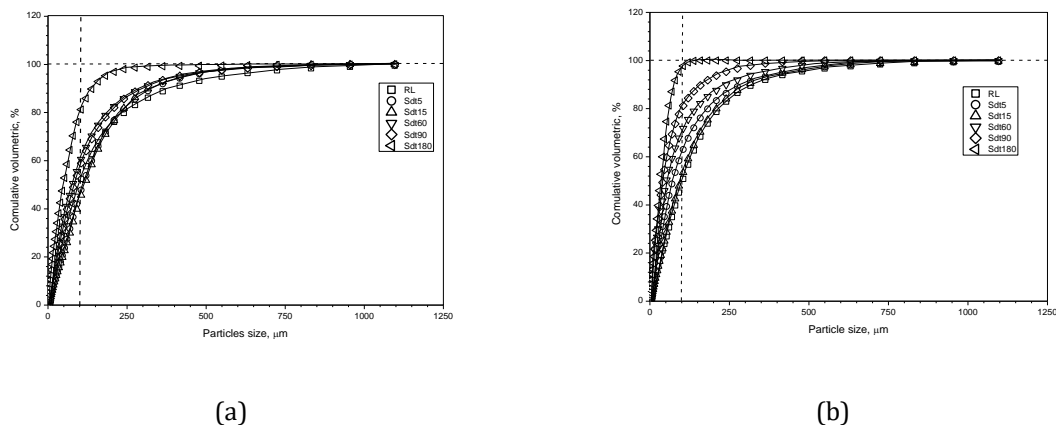 120
100
80
60
40
20
0
Comulative volumetric, %
RL
Sdt5
Sdt15
Sdt60
Sdt90
Sdt180
0 250 500 750 1000 1250
Particles size, μm
(a)
120
100
80
60
40
20
0
Comulative volumetric, %
RL
Sdt5
Sdt15
Sdt60
Sdt90
Sdt180
0 250 500 750 1000 1250
Particle size, μm
(b)